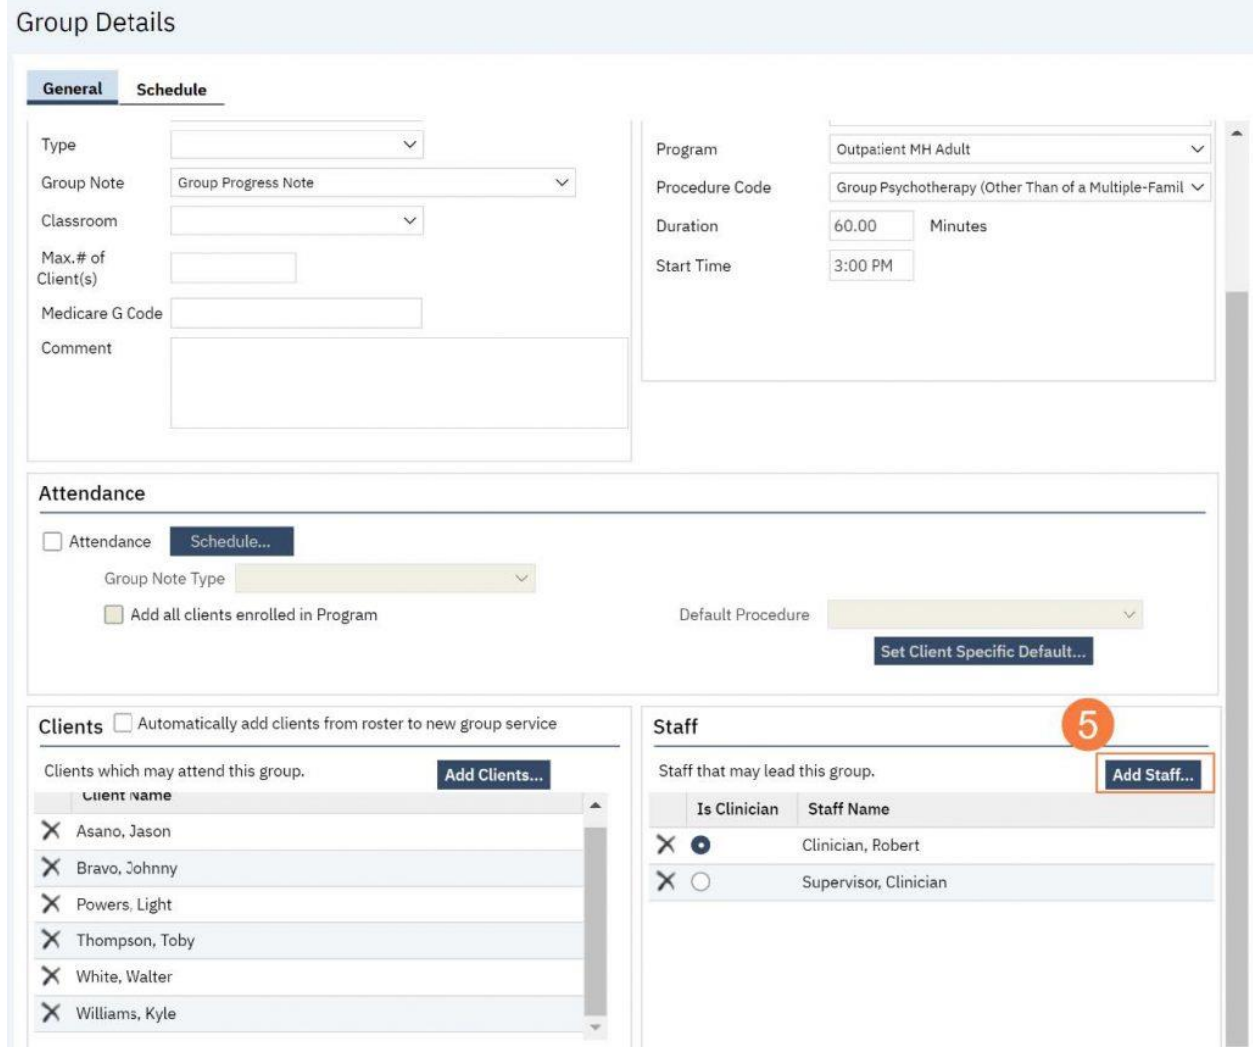 Group Details
General
Schedule
Type
Group Note
Group Progress Note
Classroom
Max.# of
Client(s)
Medicare G Code
Comment
Program
Outpatient MH Adult
Procedure Code
Group Psychotherapy (Other Than of a Multiple-Famil
Duration
60.00
Minutes
Start Time
3:00 PM
Attendance
Attendance
Schedule...
Group Note Type
Add all clients enrolled in Program
Default Procedure
Set Client Specific Default...
Clients
Automatically add clients from roster to new group service
Clients which may attend this group.
Add Clients...
Client Name
Asano, Jason
Bravo, Johnny
Powers, Light
Thompson, Toby
White, Walter
Williams, Kyle
Staff
5
Staff that may lead this group.
Add Staff...
Is Clinician
Staff Name
Clinician, Robert
Supervisor, Clinician